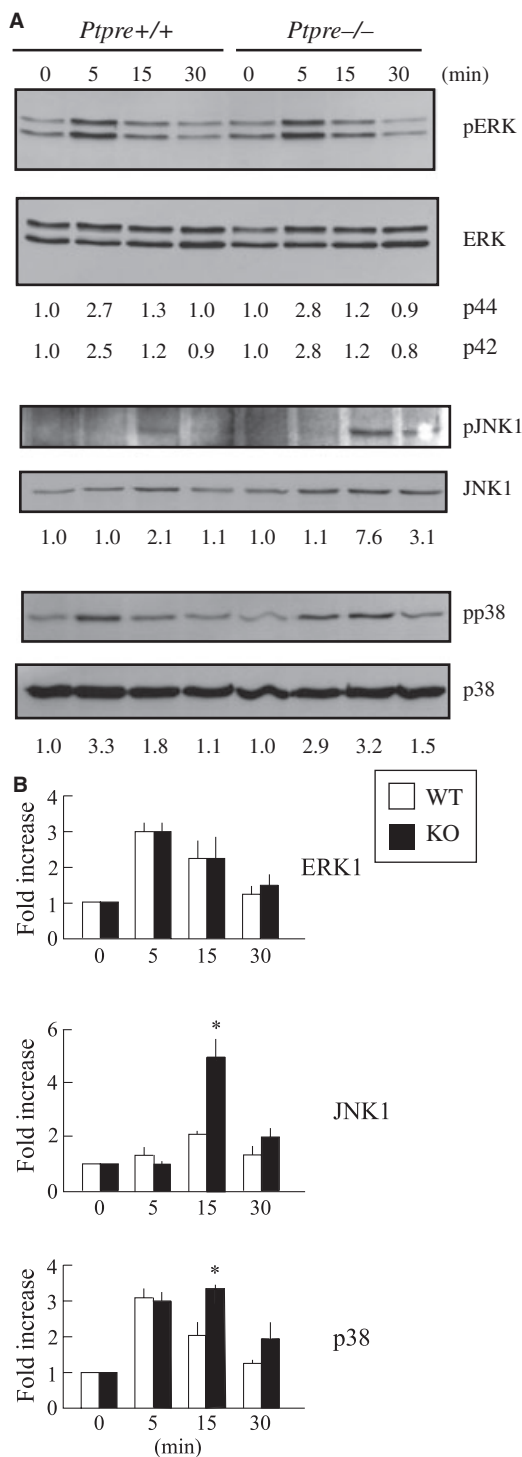 A
Ptpre+/+ Ptpre–/–
0 5 15 30 0 5 15 30 (min)
pERK
ERK
1.0 2.7 1.3 1.0 1.0 2.8 1.2 0.9 p44
1.0 2.5 1.2 0.9 1.0 2.8 1.2 0.8 p42
pJNK1
JNK1
1.0 1.0 2.1 1.1 1.0 1.1 7.6 3.1
pp38
p38
1.0 3.3 1.8 1.1 1.0 2.9 3.2 1.5
B
WT
KO
Fold increase
4
3
2
1
0
0 5 15 30
ERK1
Fold increase
6
4
2
0
*
0 5 15 30
JNK1
Fold increase
4
3
2
1
0
*
0 5 15 30
(min)
p38